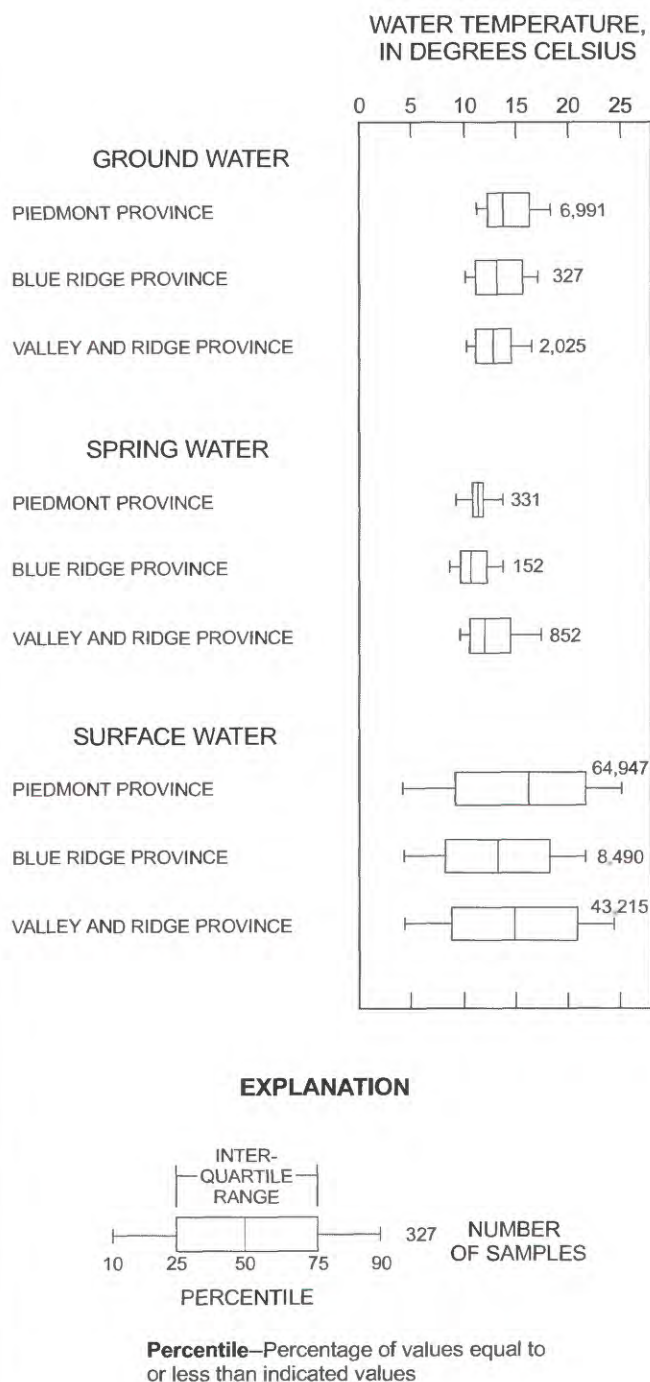 WATER TEMPERATURE,
IN DEGREES CELSIUS
0 5 10 15 20 25
GROUND WATER
PIEDMONT PROVINCE 6,991
BLUE RIDGE PROVINCE 327
VALLEY AND RIDGE PROVINCE 2,025
SPRING WATER
PIEDMONT PROVINCE 331
BLUE RIDGE PROVINCE 152
VALLEY AND RIDGE PROVINCE 852
SURFACE WATER
PIEDMONT PROVINCE 64,947
BLUE RIDGE PROVINCE 8,490
VALLEY AND RIDGE PROVINCE 43,215
EXPLANATION
INTER-
QUARTILE
RANGE
327 NUMBER
OF SAMPLES
10 25 50 75 90
PERCENTILE
Percentile–Percentage of values equal to
or less than indicated values